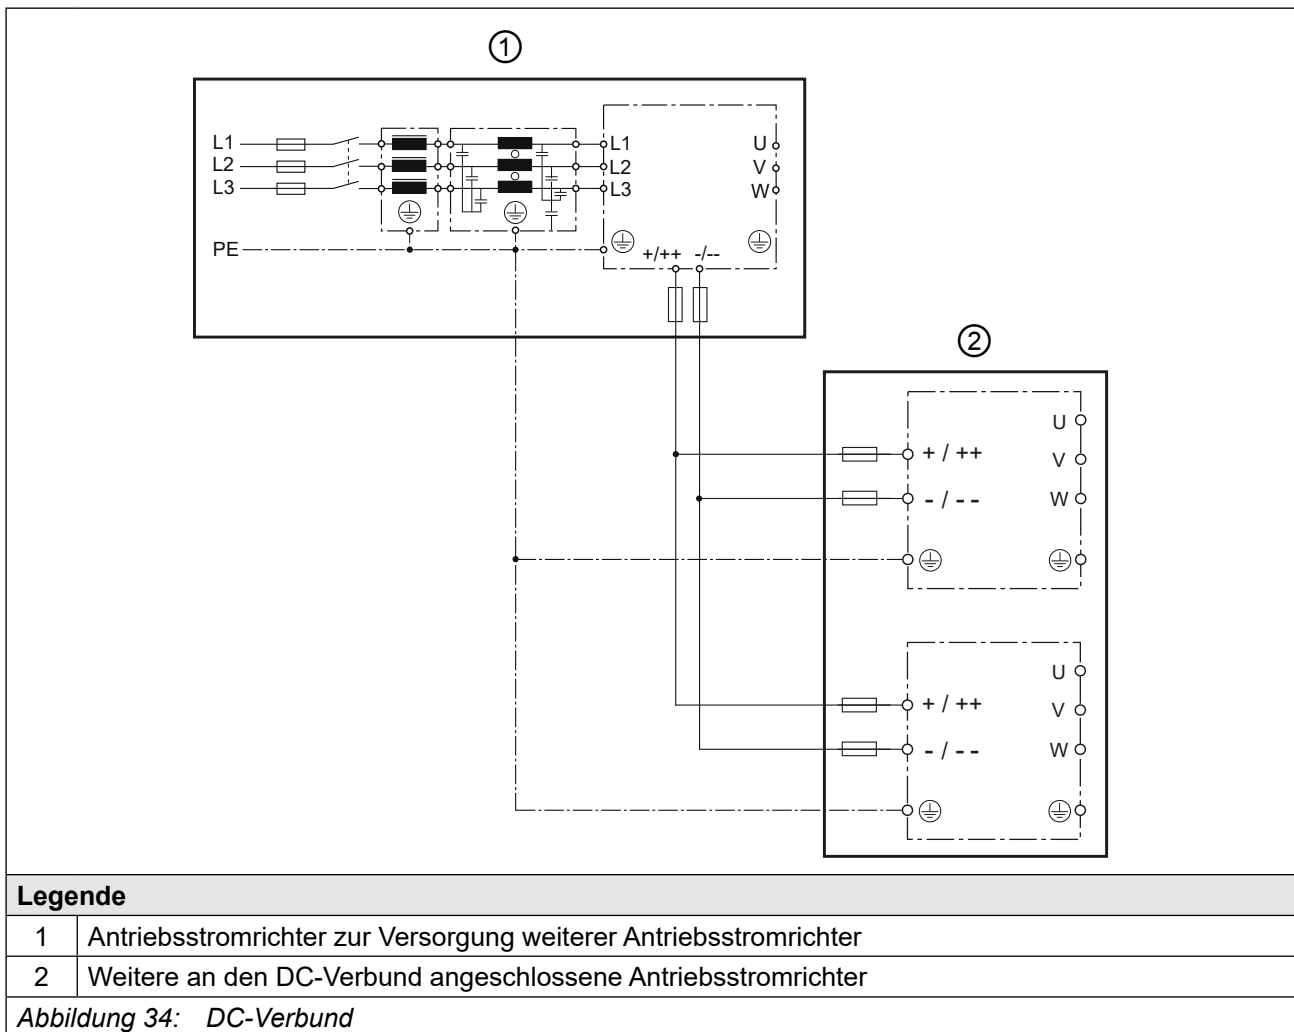 ①
L1
L2
L3
PE
L1
L2
L3
U
V
W
+/++ -/--
②
U
+ / ++
V
- / - -
W
U
+ / ++
V
- / - -
W
Legende
1 Antriebsstromrichter zur Versorgung weiterer Antriebsstromrichter
2 Weitere an den DC-Verbund angeschlossene Antriebsstromrichter
Abbildung 34: DC-Verbund